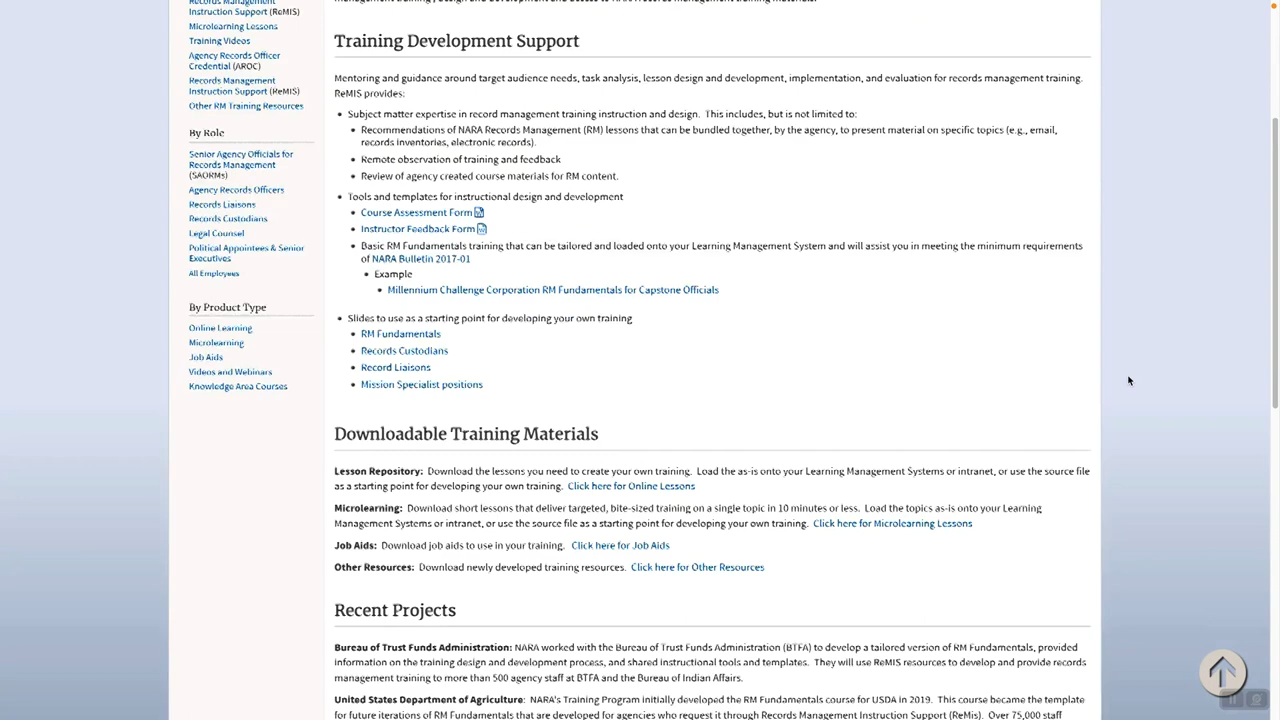 Records Management
Instruction Support (ReMIS)
Microlearning Lessons
Training Videos
Agency Records Officer
Credential (AROC)
Records Management
Instruction Support (ReMIS)
Other RM Training Resources
By Role
Senior Agency Officials for
Records Management
(SAORMs)
Agency Records Officers
Records Liaisons
Records Custodians
Legal Counsel
Political Appointees & Senior
Executives
All Employees
By Product Type
Online Learning
Microlearning
Job Aids
Videos and Webinars
Knowledge Area Courses
management training / design and development and access to NARA records management training materials.
Training Development Support
Mentoring and guidance around target audience needs, task analysis, lesson design and development, implementation, and evaluation for records management training.
ReMIS provides:
• Subject matter expertise in record management training instruction and design. This includes, but is not limited to:
• Recommendations of NARA Records Management (RM) lessons that can be bundled together, by the agency, to present material on specific topics (e.g., email,
records inventories, electronic records).
• Remote observation of training and feedback
• Review of agency created course materials for RM content.
• Tools and templates for instructional design and development
• Course Assessment Form
• Instructor Feedback Form
• Basic RM Fundamentals training that can be tailored and loaded onto your Learning Management System and will assist you in meeting the minimum requirements
of NARA Bulletin 2017-01
• Example
• Millennium Challenge Corporation RM Fundamentals for Capstone Officials
• Slides to use as a starting point for developing your own training
• RM Fundamentals
• Records Custodians
• Record Liaisons
• Mission Specialist positions
Downloadable Training Materials
Lesson Repository: Download the lessons you need to create your own training. Load the as-is onto your Learning Management Systems or intranet, or use the source file
as a starting point for developing your own training. Click here for Online Lessons
Microlearning: Download short lessons that deliver targeted, bite-sized training on a single topic in 10 minutes or less. Load the topics as-is onto your Learning
Management Systems or intranet, or use the source file as a starting point for developing your own training. Click here for Microlearning Lessons
Job Aids: Download job aids to use in your training. Click here for Job Aids
Other Resources: Download newly developed training resources. Click here for Other Resources
Recent Projects
Bureau of Trust Funds Administration: NARA worked with the Bureau of Trust Funds Administration (BTFA) to develop a tailored version of RM Fundamentals, provided
information on the training design and development process, and shared instructional tools and templates. They will use ReMIS resources to develop and provide records
management training to more than 500 agency staff at BTFA and the Bureau of Indian Affairs.
United States Department of Agriculture: NARA's Training Program initially developed the RM Fundamentals course for USDA in 2019. This course became the template
for future iterations of RM Fundamentals that are developed for agencies who request it through Records Management Instruction Support (ReMis). Over 75,000 staff